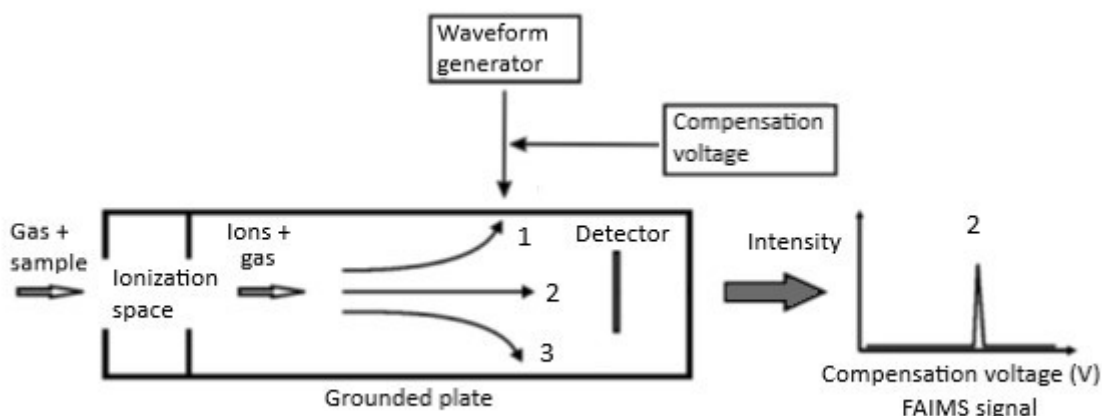 Waveform
generator
Compensation
voltage
Gas +
sample
Ionization
space
Ions +
gas
1
2
3
Detector
Grounded plate
Intensity
2
Compensation voltage (V)
FAIMS signal